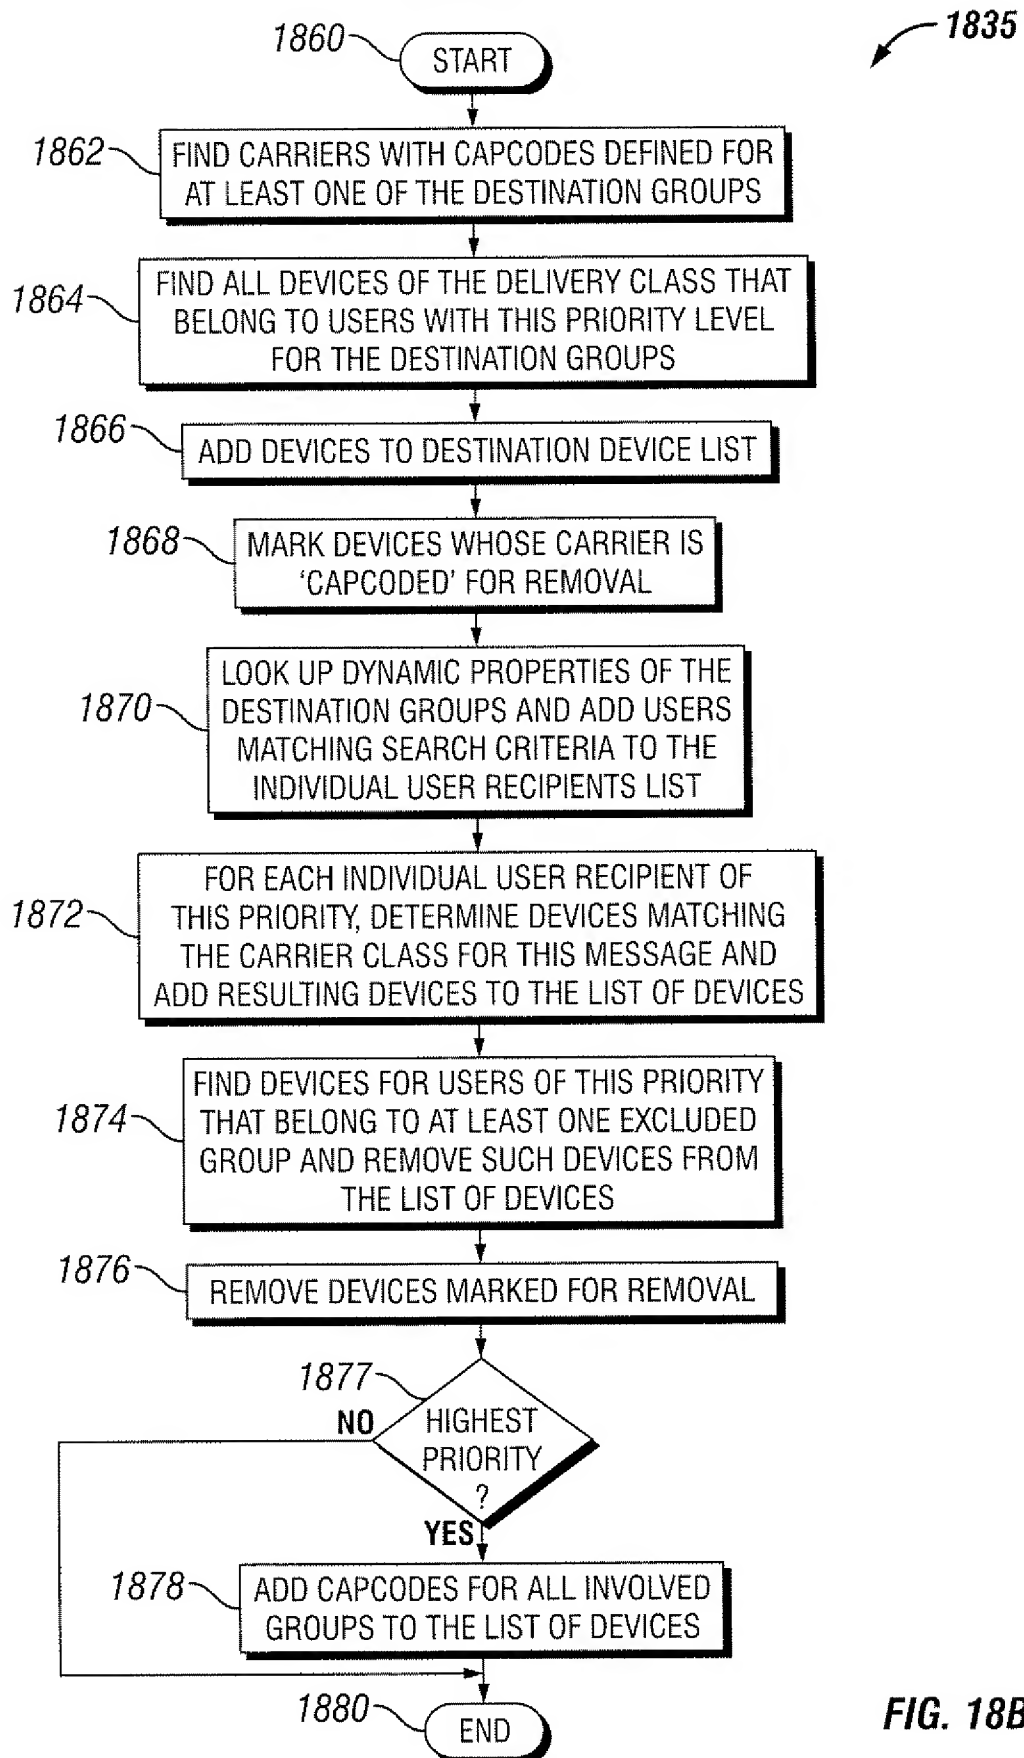 1835
1860
START
1862
FIND CARRIERS WITH CAPCODES DEFINED FOR
AT LEAST ONE OF THE DESTINATION GROUPS
1864
FIND ALL DEVICES OF THE DELIVERY CLASS THAT
BELONG TO USERS WITH THIS PRIORITY LEVEL
FOR THE DESTINATION GROUPS
1866
ADD DEVICES TO DESTINATION DEVICE LIST
1868
MARK DEVICES WHOSE CARRIER IS
'CAPCODED' FOR REMOVAL
1870
LOOK UP DYNAMIC PROPERTIES OF THE
DESTINATION GROUPS AND ADD USERS
MATCHING SEARCH CRITERIA TO THE
INDIVIDUAL USER RECIPIENTS LIST
1872
FOR EACH INDIVIDUAL USER RECIPIENT OF
THIS PRIORITY, DETERMINE DEVICES MATCHING
THE CARRIER CLASS FOR THIS MESSAGE AND
ADD RESULTING DEVICES TO THE LIST OF DEVICES
1874
FIND DEVICES FOR USERS OF THIS PRIORITY
THAT BELONG TO AT LEAST ONE EXCLUDED
GROUP AND REMOVE SUCH DEVICES FROM
THE LIST OF DEVICES
1876
REMOVE DEVICES MARKED FOR REMOVAL
1877
NO
HIGHEST
PRIORITY
?
YES
1878
ADD CAPCODES FOR ALL INVOLVED
GROUPS TO THE LIST OF DEVICES
1880
END
FIG. 18B